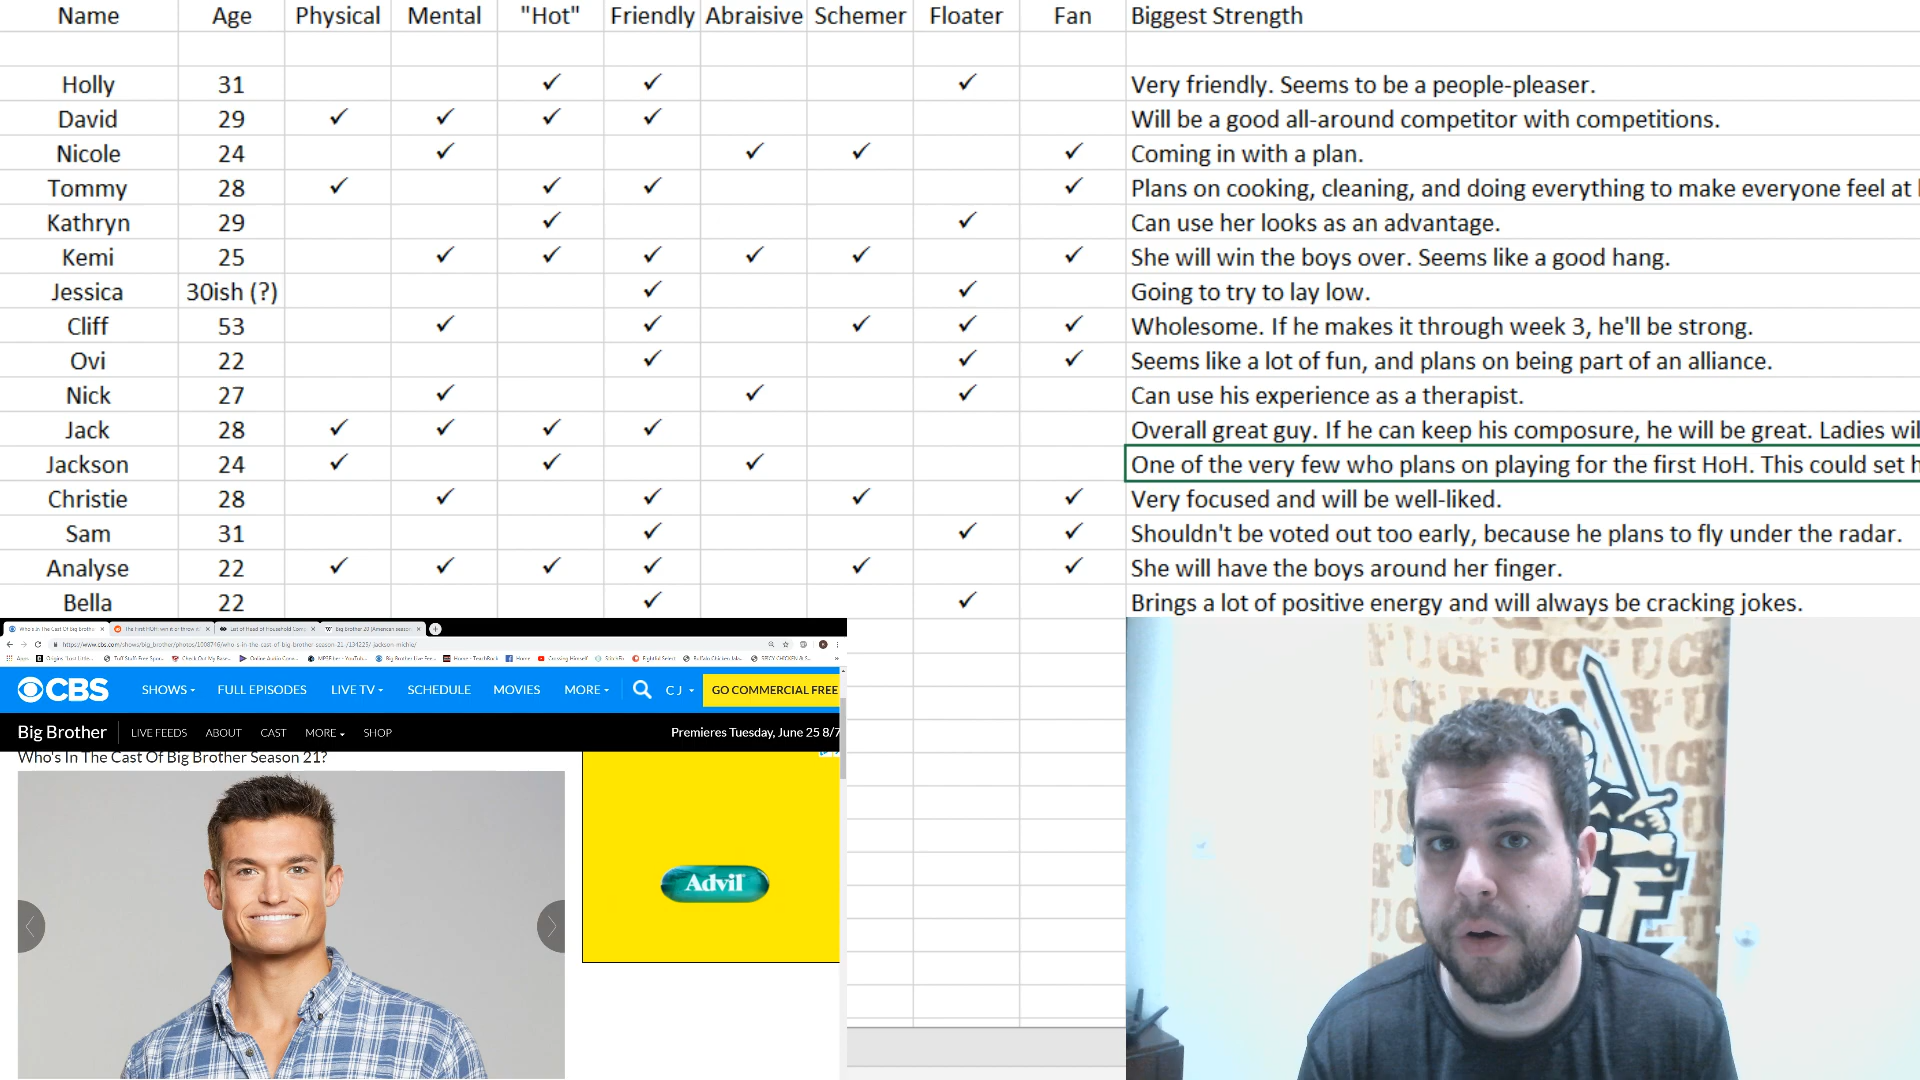 Name Age Physical Mental "Hot" Friendly Abraisive Schemer Floater Fan Biggest Strength
Holly 31 ✓ ✓ ✓ Very friendly. Seems to be a people-pleaser.
David 29 ✓ ✓ ✓ ✓ Will be a good all-around competitor with competitions.
Nicole 24 ✓ ✓ ✓ ✓ Coming in with a plan.
Tommy 28 ✓ ✓ ✓ ✓ Plans on cooking, cleaning, and doing everything to make everyone feel at
Kathryn 29 ✓ ✓ Can use her looks as an advantage.
Kemi 25 ✓ ✓ ✓ ✓ ✓ ✓ She will win the boys over. Seems like a good hang.
Jessica 30ish (?) ✓ ✓ Going to try to lay low.
Cliff 53 ✓ ✓ ✓ ✓ ✓ Wholesome. If he makes it through week 3, he'll be strong.
Ovi 22 ✓ ✓ ✓ Seems like a lot of fun, and plans on being part of an alliance.
Nick 27 ✓ ✓ ✓ Can use his experience as a therapist.
Jack 28 ✓ ✓ ✓ ✓ Overall great guy. If he can keep his composure, he will be great. Ladies wil
Jackson 24 ✓ ✓ ✓ One of the very few who plans on playing for the first HoH. This could set h
Christie 28 ✓ ✓ ✓ ✓ Very focused and will be well-liked.
Sam 31 ✓ ✓ ✓ Shouldn't be voted out too early, because he plans to fly under the radar.
Analyse 22 ✓ ✓ ✓ ✓ ✓ ✓ She will have the boys around her finger.
Bella 22 ✓ ✓ Brings a lot of positive energy and will always be cracking jokes.
CBS SHOWS FULL EPISODES LIVE TV SCHEDULE MOVIES MORE C J GO COMMERCIAL FREE
Big Brother LIVE FEEDS ABOUT CAST MORE SHOP Premieres Tuesday, June 25 8/7
Who's In The Cast Of Big Brother Season 21?
Advil
UCF